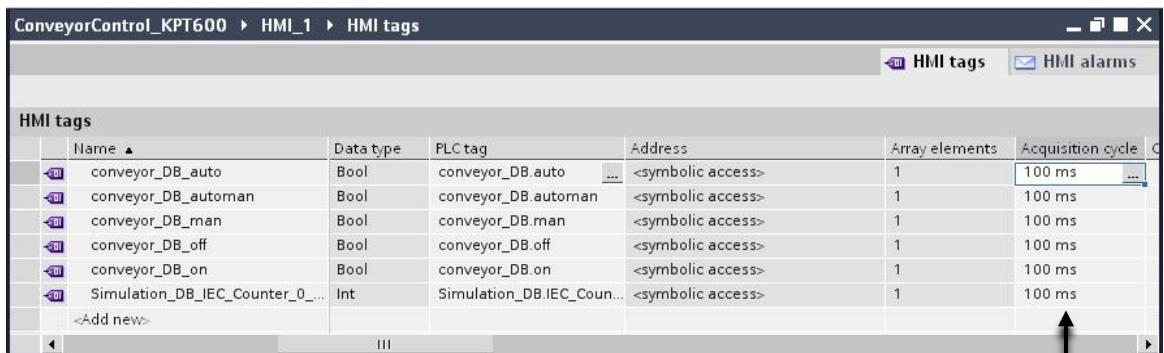 ConveyorControl_KPT600 ▸ HMI_1 ▸ HMI tags
HMI tags HMI alarms
HMI tags
Name Data type PLC tag Address Array elements Acquisition cycle C
conveyor_DB_auto Bool conveyor_DB.auto ... <symbolic access> 1 100 ms ...
conveyor_DB_automan Bool conveyor_DB.automan <symbolic access> 1 100 ms
conveyor_DB_man Bool conveyor_DB.man <symbolic access> 1 100 ms
conveyor_DB_off Bool conveyor_DB.off <symbolic access> 1 100 ms
conveyor_DB_on Bool conveyor_DB.on <symbolic access> 1 100 ms
Simulation_DB_IEC_Counter_0_... Int Simulation_DB.IEC_Coun... <symbolic access> 1 100 ms
<Add new>